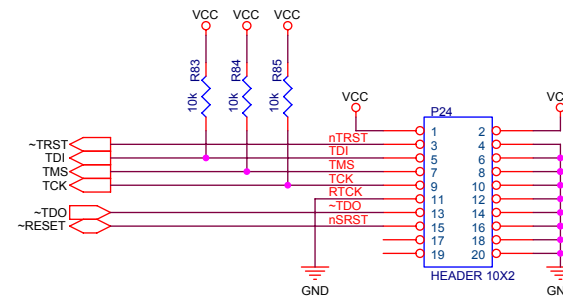 VCC VCC VCC
R83 R84 R85
10k 10k 10k
VCC
VC
P24
~TRST nTRST 3 4
1 2
TDI TDI 5 6
TMS TMS 7 8
TCK TCK 9 10
RTCK 11 12
~TDO ~TDO 13 14
~RESET nSRST 15 16
17 18
19 20
HEADER 10X2
GND
GN